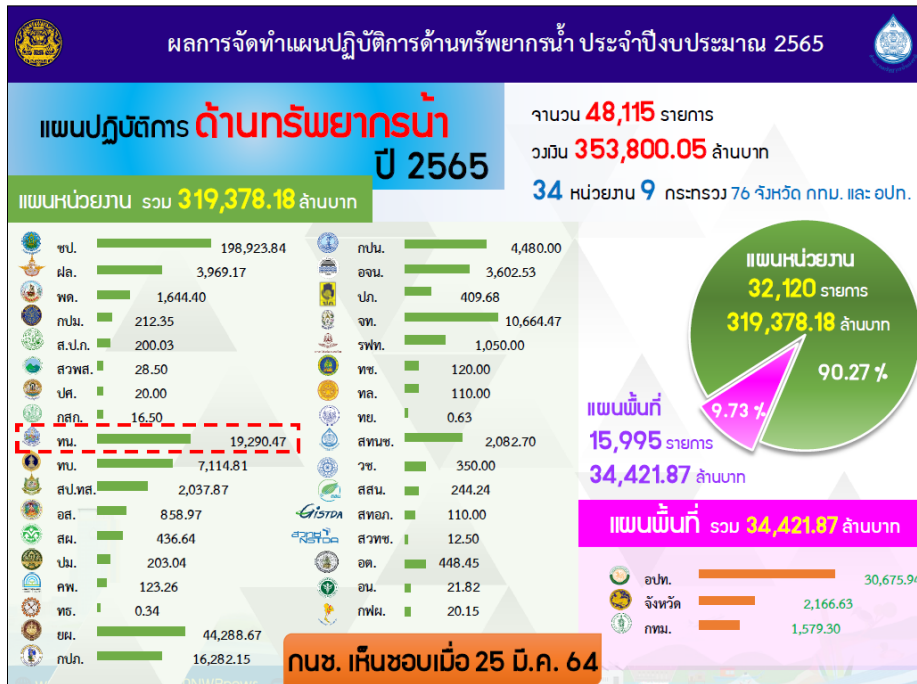 ผลการจัดทำแผนปฏิบัติการด้านทรัพยากรน้ำ ประจำปีงบประมาณ 2565
แผนปฏิบัติการ ด้านทรัพยากรน้ำ
ปี 2565
จำนวน 48,115 รายการ
วงเงิน 353,800.05 ล้านบาท
34 หน่วยงาน 9 กระทรวง 76 จังหวัด กทม. และ อปท.
แผนหน่วยงาน รวม 319,378.18 ล้านบาท
ชป. 198,923.84
ฝล. 3,969.17
พด. 1,644.40
กปม. 212.35
ส.ป.ก. 200.03
สวพส. 28.50
ปศ. 20.00
กสก. 16.50
ทน. 19,290.47
ทบ. 7,114.81
สป.ทส. 2,037.87
อส. 858.97
สผ. 436.64
ปม. 203.04
คพ. 123.26
ทธ. 0.34
ยผ. 44,288.67
กปภ. 16,282.15
กปน. 4,480.00
อจน. 3,602.53
ปภ. 409.68
จท. 10,664.47
รฟท. 1,050.00
ทช. 120.00
ทล. 110.00
ทย. 0.63
สทนช. 2,082.70
วช. 350.00
สสน. 244.24
GISTDA สทอภ. 110.00
สวทช NSTDA สวทช. 12.50
อต. 448.45
อน. 21.82
กฟผ. 20.15
แผนหน่วยงาน
32,120 รายการ
319,378.18 ล้านบาท
90.27 %
9.73 %
แผนพื้นที่
15,995 รายการ
34,421.87 ล้านบาท
แผนพื้นที่ รวม 34,421.87 ล้านบาท
อปท. 30,675.94
จังหวัด 2,166.63
กทม. 1,579.30
กนช. เห็นชอบเมื่อ 25 มี.ค. 64